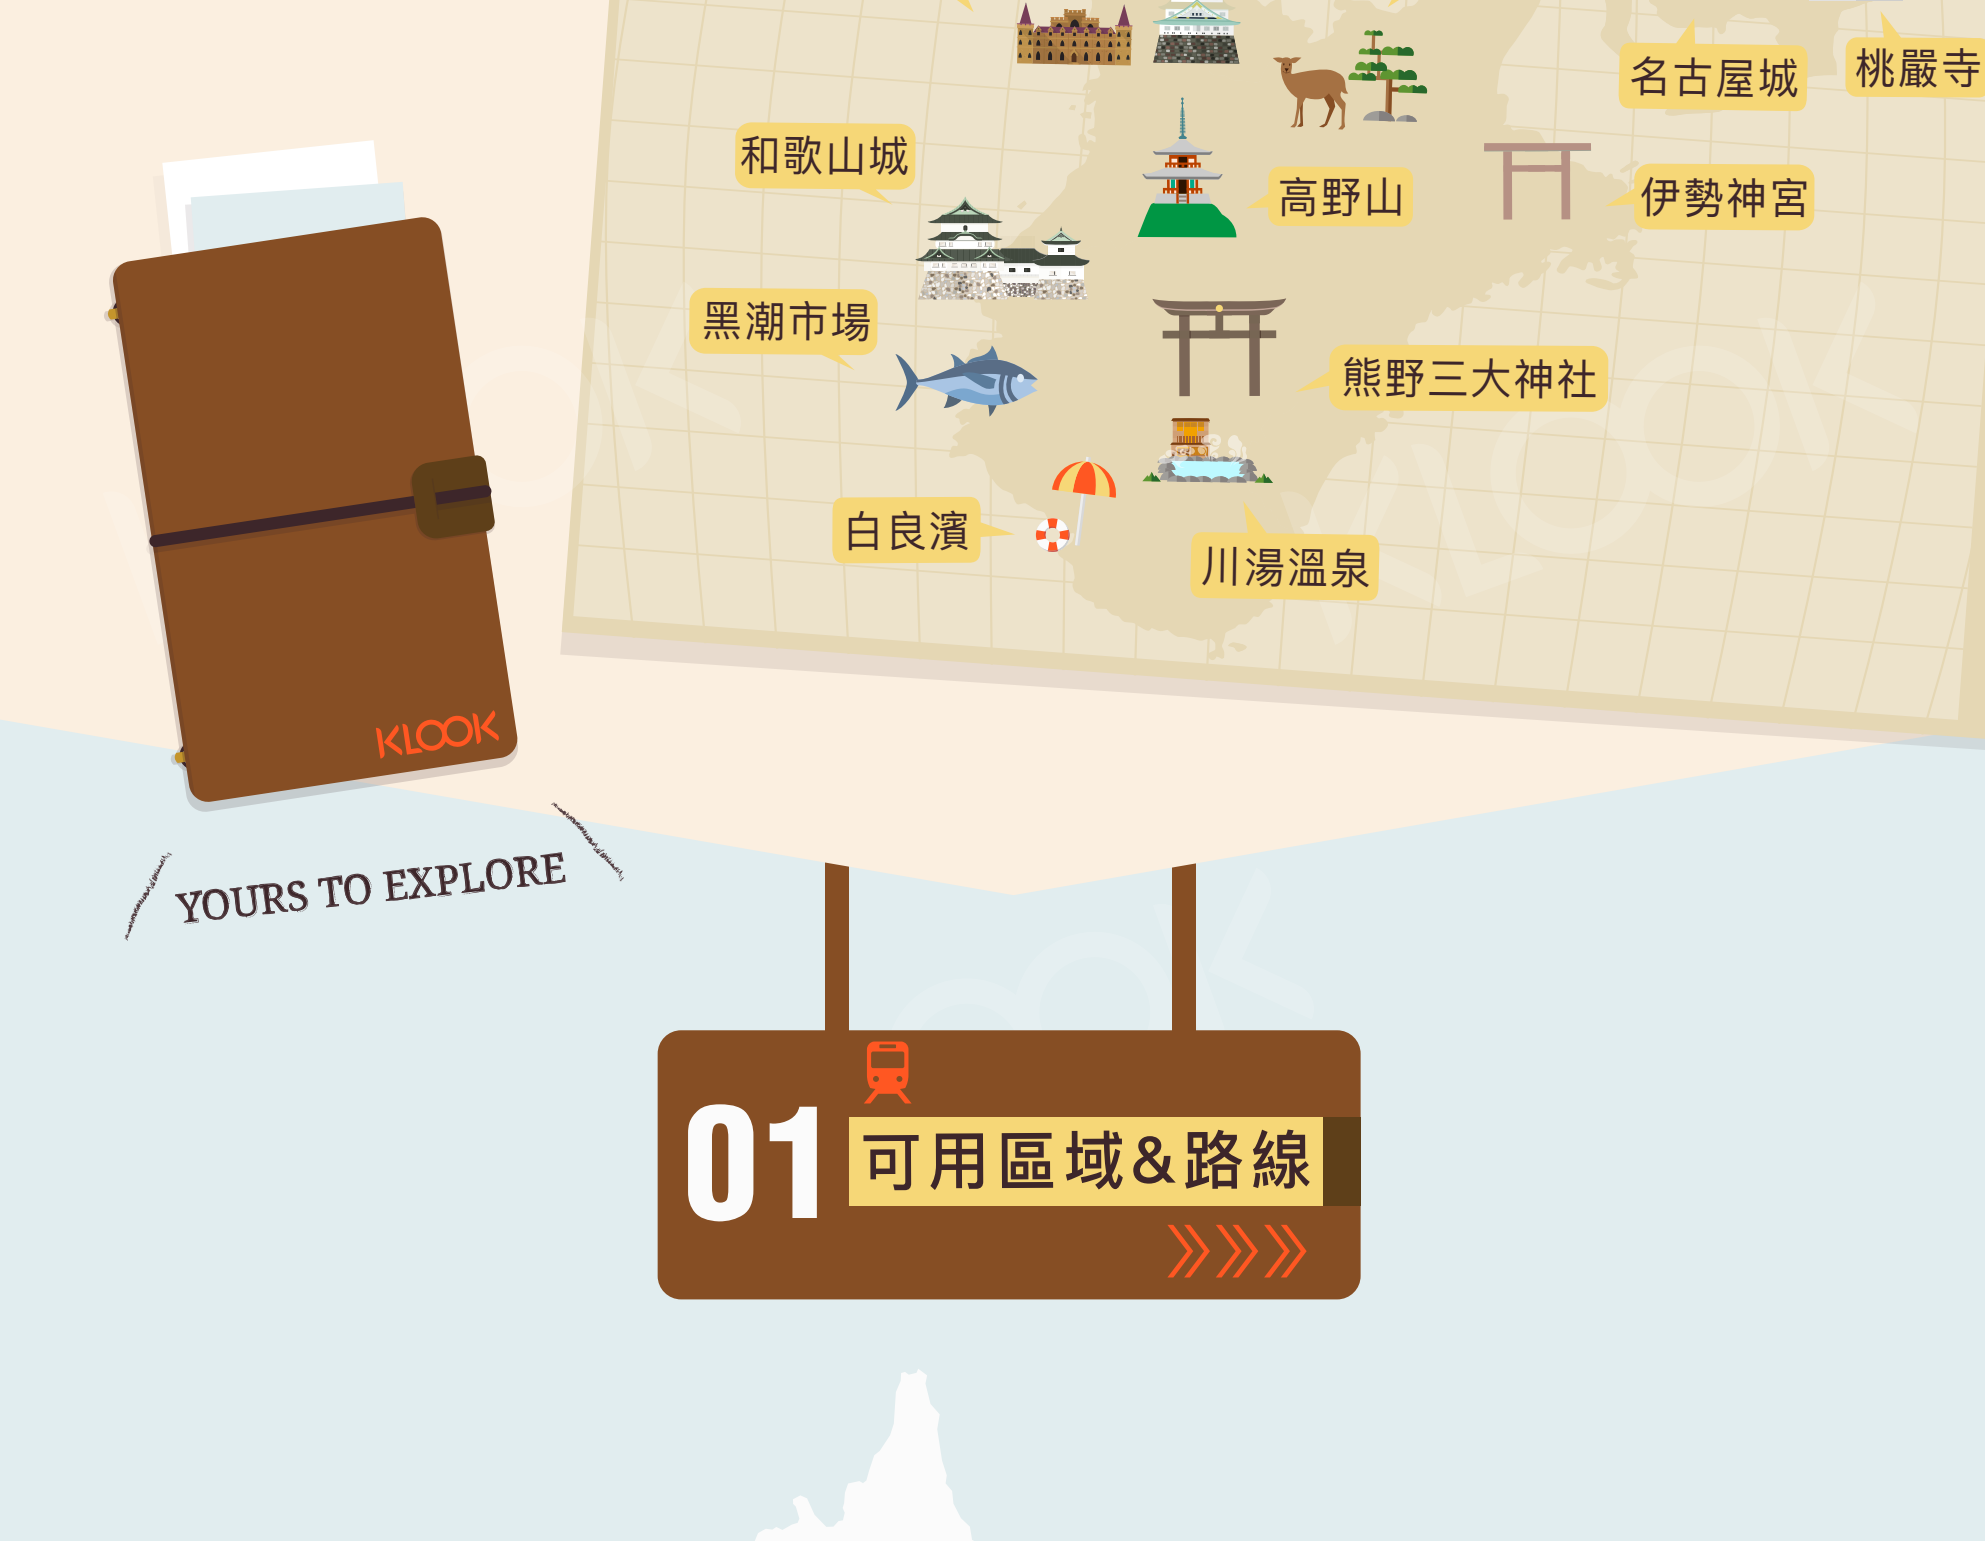 名古屋城
桃嚴寺
和歌山城
高野山
伊勢神宮
黑潮市場
熊野三大神社
白良濱
川湯溫泉
KLOOK
YOURS TO EXPLORE
01
可用區域&路線